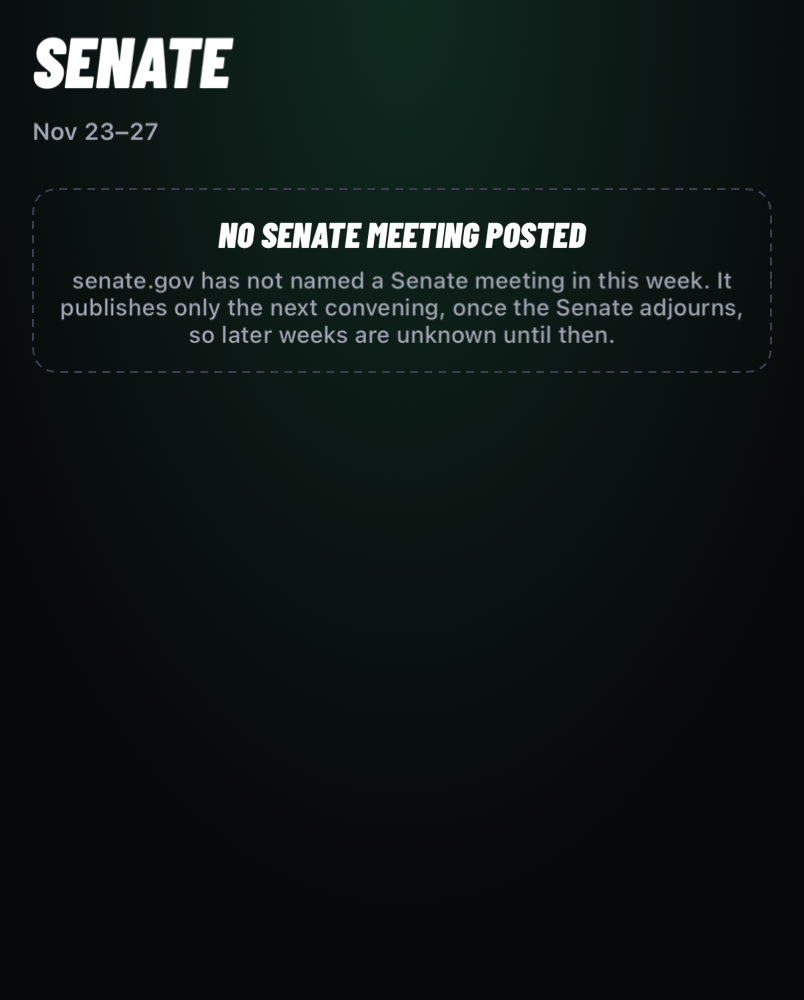 SENATE
Nov 23–27
NO SENATE MEETING POSTED
senate.gov has not named a Senate meeting in this week. It
publishes only the next convening, once the Senate adjourns,
so later weeks are unknown until then.